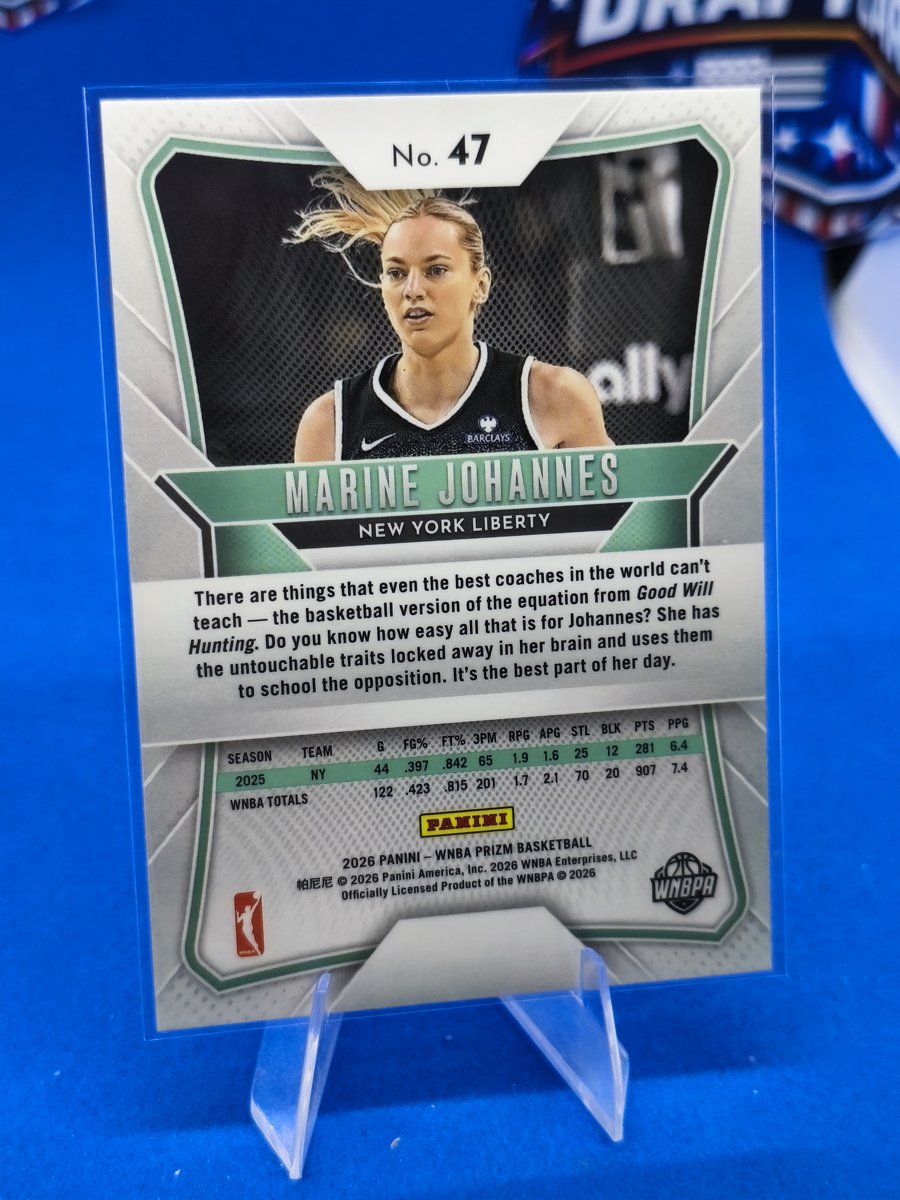 DRAFT
No. 47
ally
BARCLAYS
MARINE JOHANNES
NEW YORK LIBERTY
There are things that even the best coaches in the world can't
teach — the basketball version of the equation from Good Will
Hunting. Do you know how easy all that is for Johannes? She has
the untouchable traits locked away in her brain and uses them
to school the opposition. It's the best part of her day.
SEASON TEAM G FG% FT% 3PM RPG APG STL BLK PTS PPG
2025 NY 44 .397 .842 65 1.9 1.6 25 12 281 6.4
WNBA TOTALS 122 .423 .815 201 1.7 2.1 70 20 907 7.4
PANINI
2026 PANINI – WNBA PRIZM BASKETBALL
帕尼尼 © 2026 Panini America, Inc. 2026 WNBA Enterprises, LLC
Officially Licensed Product of the WNBPA © 2026
WNBPA